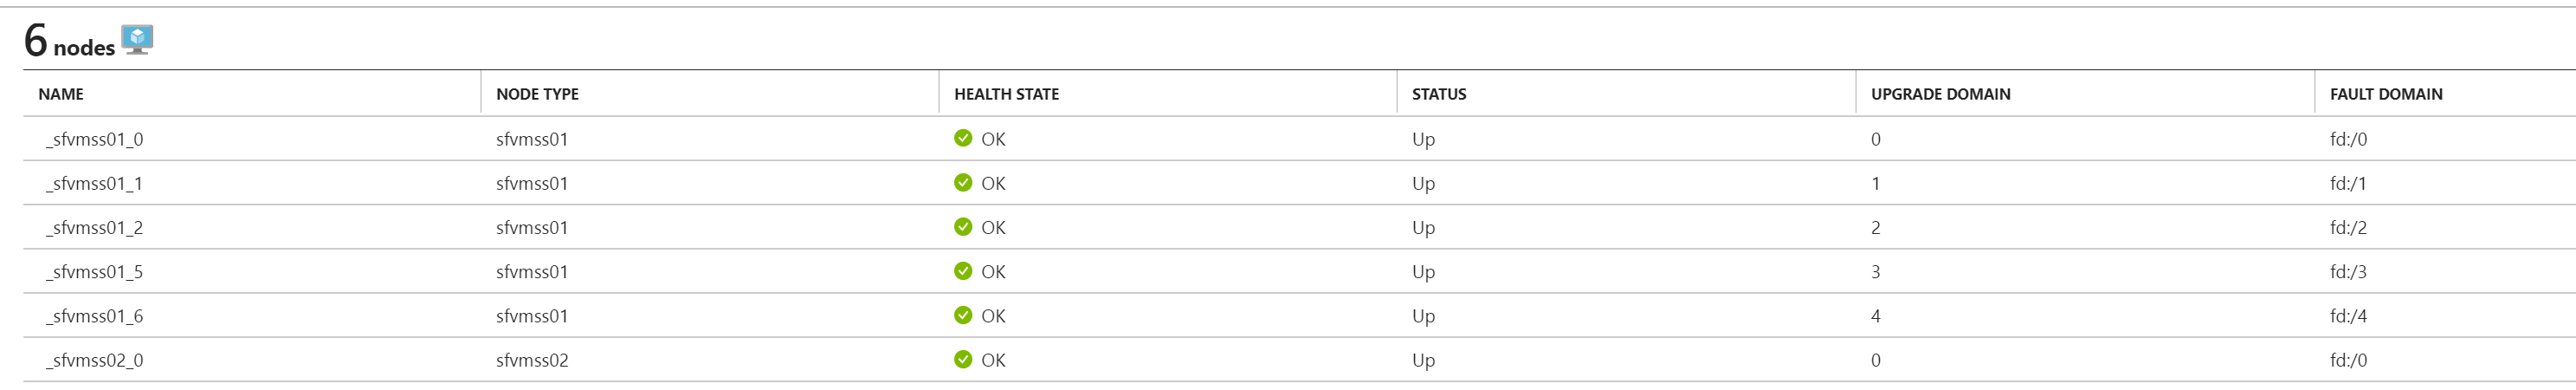 6 nodes
NAME NODE TYPE HEALTH STATE STATUS UPGRADE DOMAIN FAULT DOMAIN
_sfvmss01_0 sfvmss01 OK Up 0 fd:/0
_sfvmss01_1 sfvmss01 OK Up 1 fd:/1
_sfvmss01_2 sfvmss01 OK Up 2 fd:/2
_sfvmss01_5 sfvmss01 OK Up 3 fd:/3
_sfvmss01_6 sfvmss01 OK Up 4 fd:/4
_sfvmss02_0 sfvmss02 OK Up 0 fd:/0